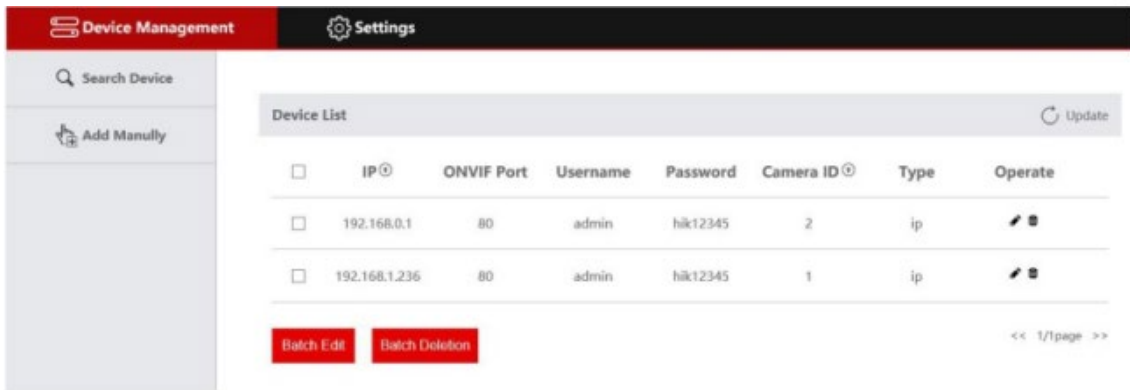 Device Management Settings
Search Device
Add Manully
Device List Update
IP ONVIF Port Username Password Camera ID Type Operate
192.168.0.1 80 admin hik12345 2 ip
192.168.1.236 80 admin hik12345 1 ip
Batch Edit Batch Deletion << 1/1page >>